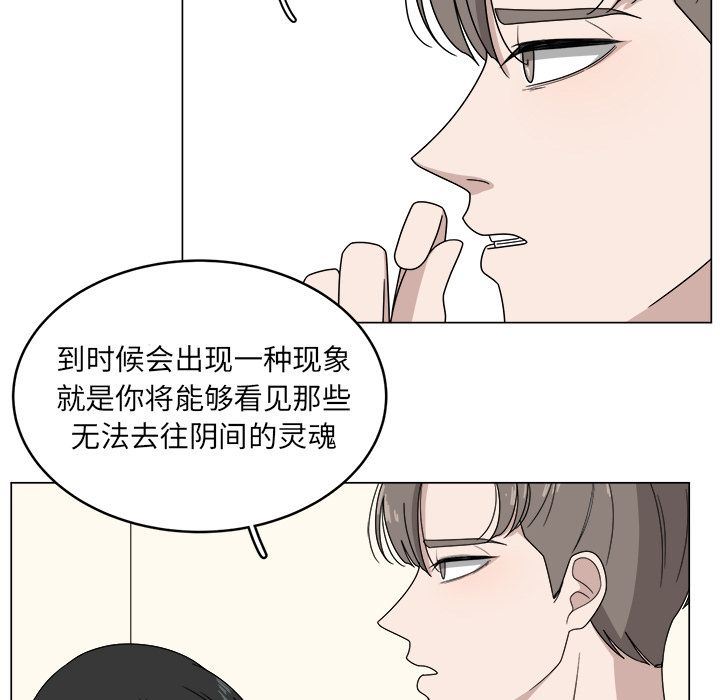 到时候会出现一种现象
就是你将能够看见那些
无法去往阴间的灵魂